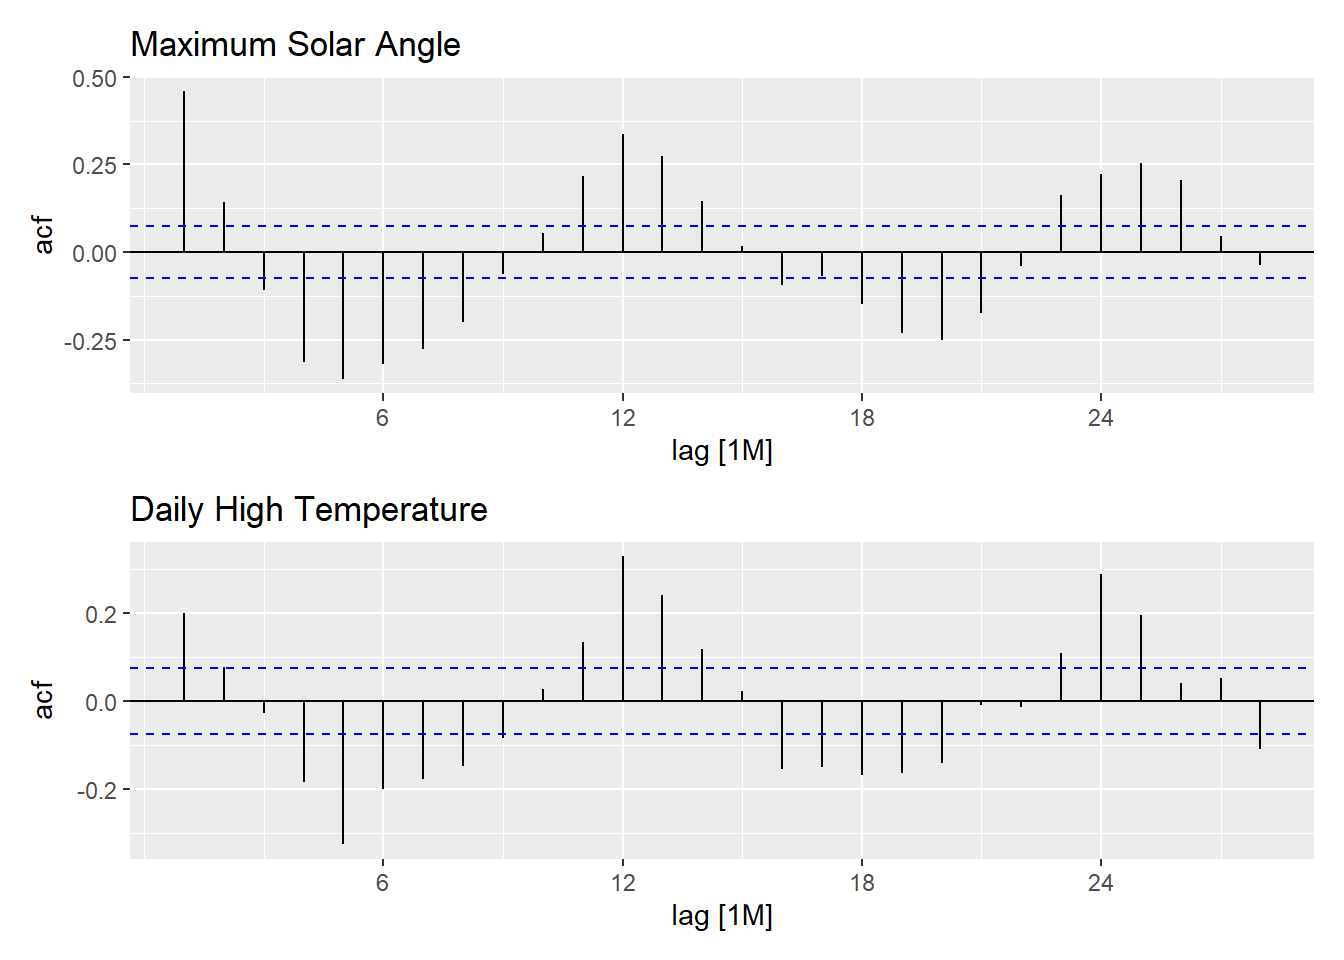 Maximum Solar Angle
0.50
0.25
0.00
-0.25
acf
6 12 18 24
lag [1M]
Daily High Temperature
0.2
0.0
-0.2
acf
6 12 18 24
lag [1M]